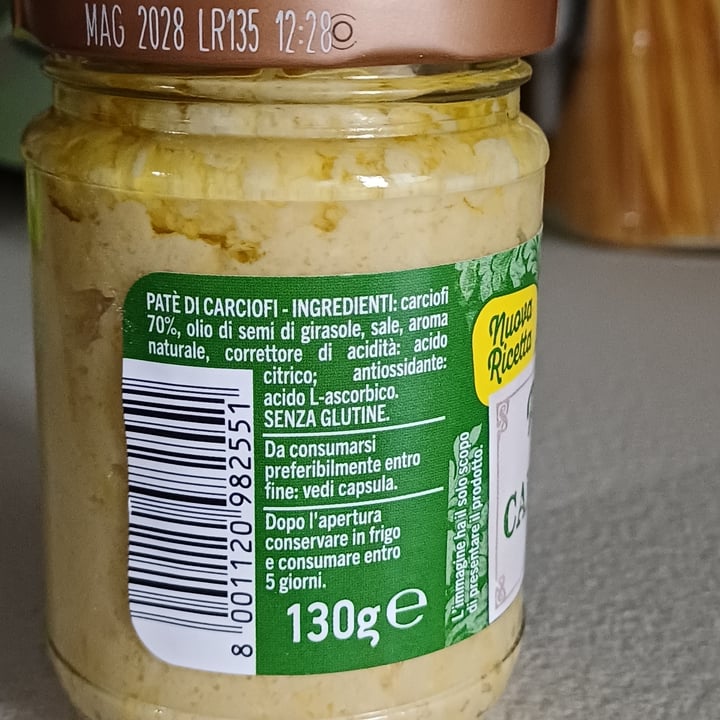 MAG 2028 LR135 12:28
PATÈ DI CARCIOFI - INGREDIENTI: carciofi
70%, olio di semi di girasole, sale, aroma
naturale, correttore di acidità: acido
citrico; antiossidante:
acido L-ascorbico.
SENZA GLUTINE.
Da consumarsi
preferibilmente entro
fine: vedi capsula.
Dopo l'apertura
conservare in frigo
e consumare entro
5 giorni.
130g e
8 001120 982551
L'immagine ha il solo scopo
di presentare il prodotto.
Nuova
Ricetta